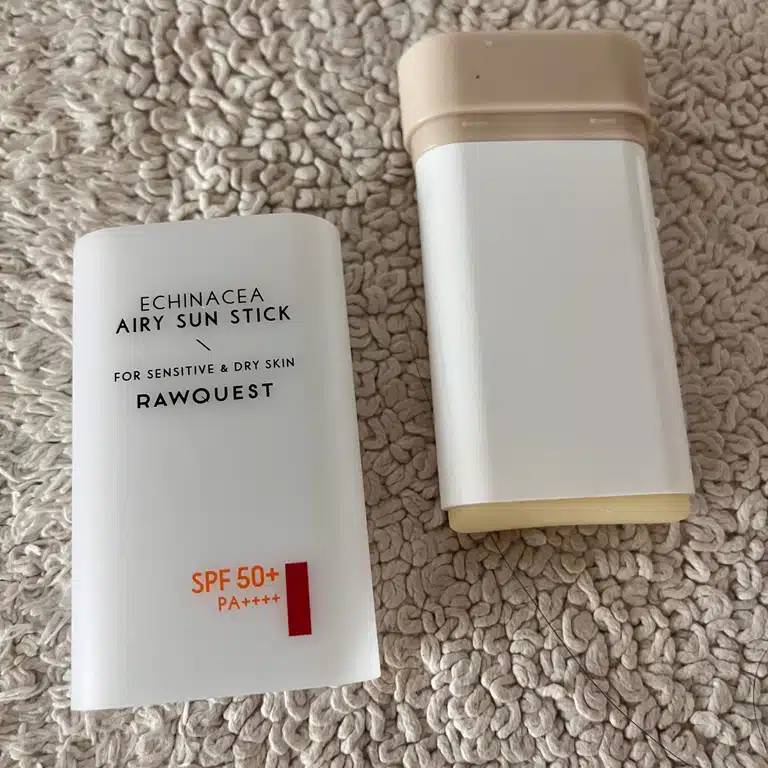 ECHINACEA
AIRY SUN STICK
FOR SENSITIVE & DRY SKIN
RAWQUEST
SPF 50+
PA++++